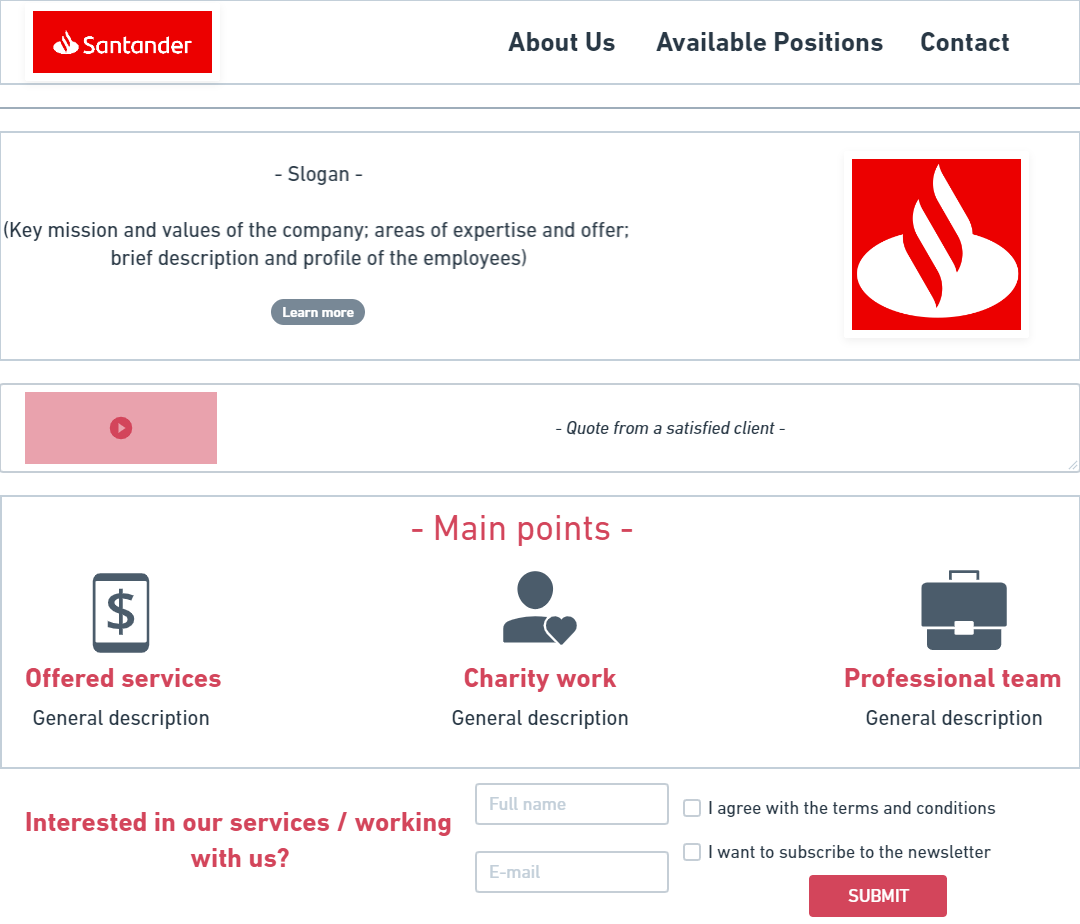 Santander
About Us Available Positions Contact
- Slogan -
(Key mission and values of the company; areas of expertise and offer;
brief description and profile of the employees)
Learn more
- Quote from a satisfied client -
- Main points -
$
Offered services
General description
Charity work
General description
Professional team
General description
Interested in our services / working
with us?
Full name
E-mail
I agree with the terms and conditions
I want to subscribe to the newsletter
SUBMIT